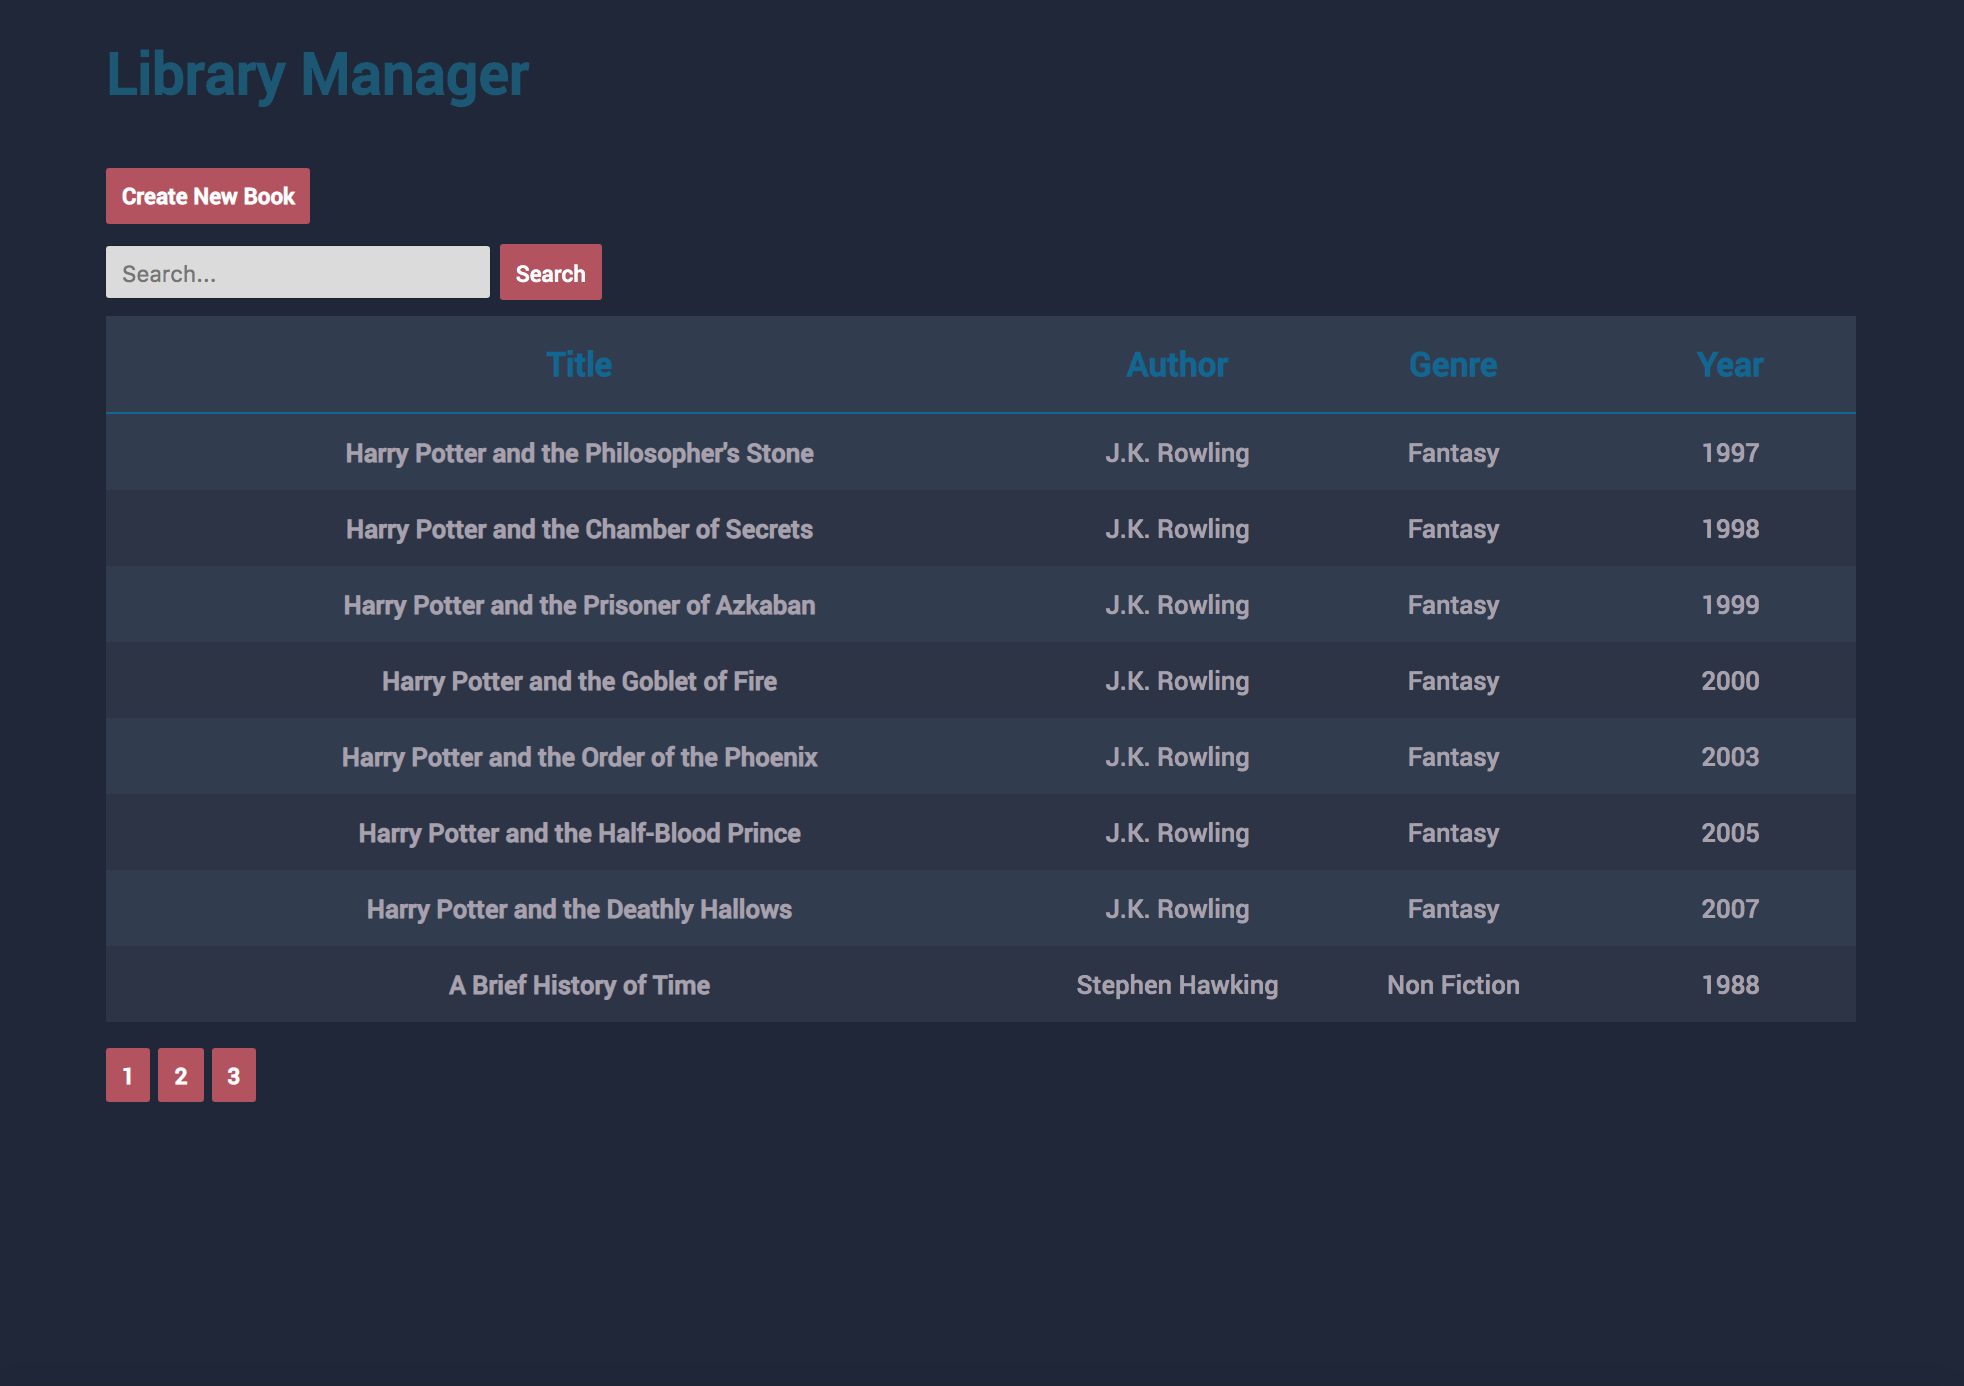 Library Manager
Create New Book
Search... Search
Title Author Genre Year
Harry Potter and the Philosopher's Stone J.K. Rowling Fantasy 1997
Harry Potter and the Chamber of Secrets J.K. Rowling Fantasy 1998
Harry Potter and the Prisoner of Azkaban J.K. Rowling Fantasy 1999
Harry Potter and the Goblet of Fire J.K. Rowling Fantasy 2000
Harry Potter and the Order of the Phoenix J.K. Rowling Fantasy 2003
Harry Potter and the Half-Blood Prince J.K. Rowling Fantasy 2005
Harry Potter and the Deathly Hallows J.K. Rowling Fantasy 2007
A Brief History of Time Stephen Hawking Non Fiction 1988
1 2 3